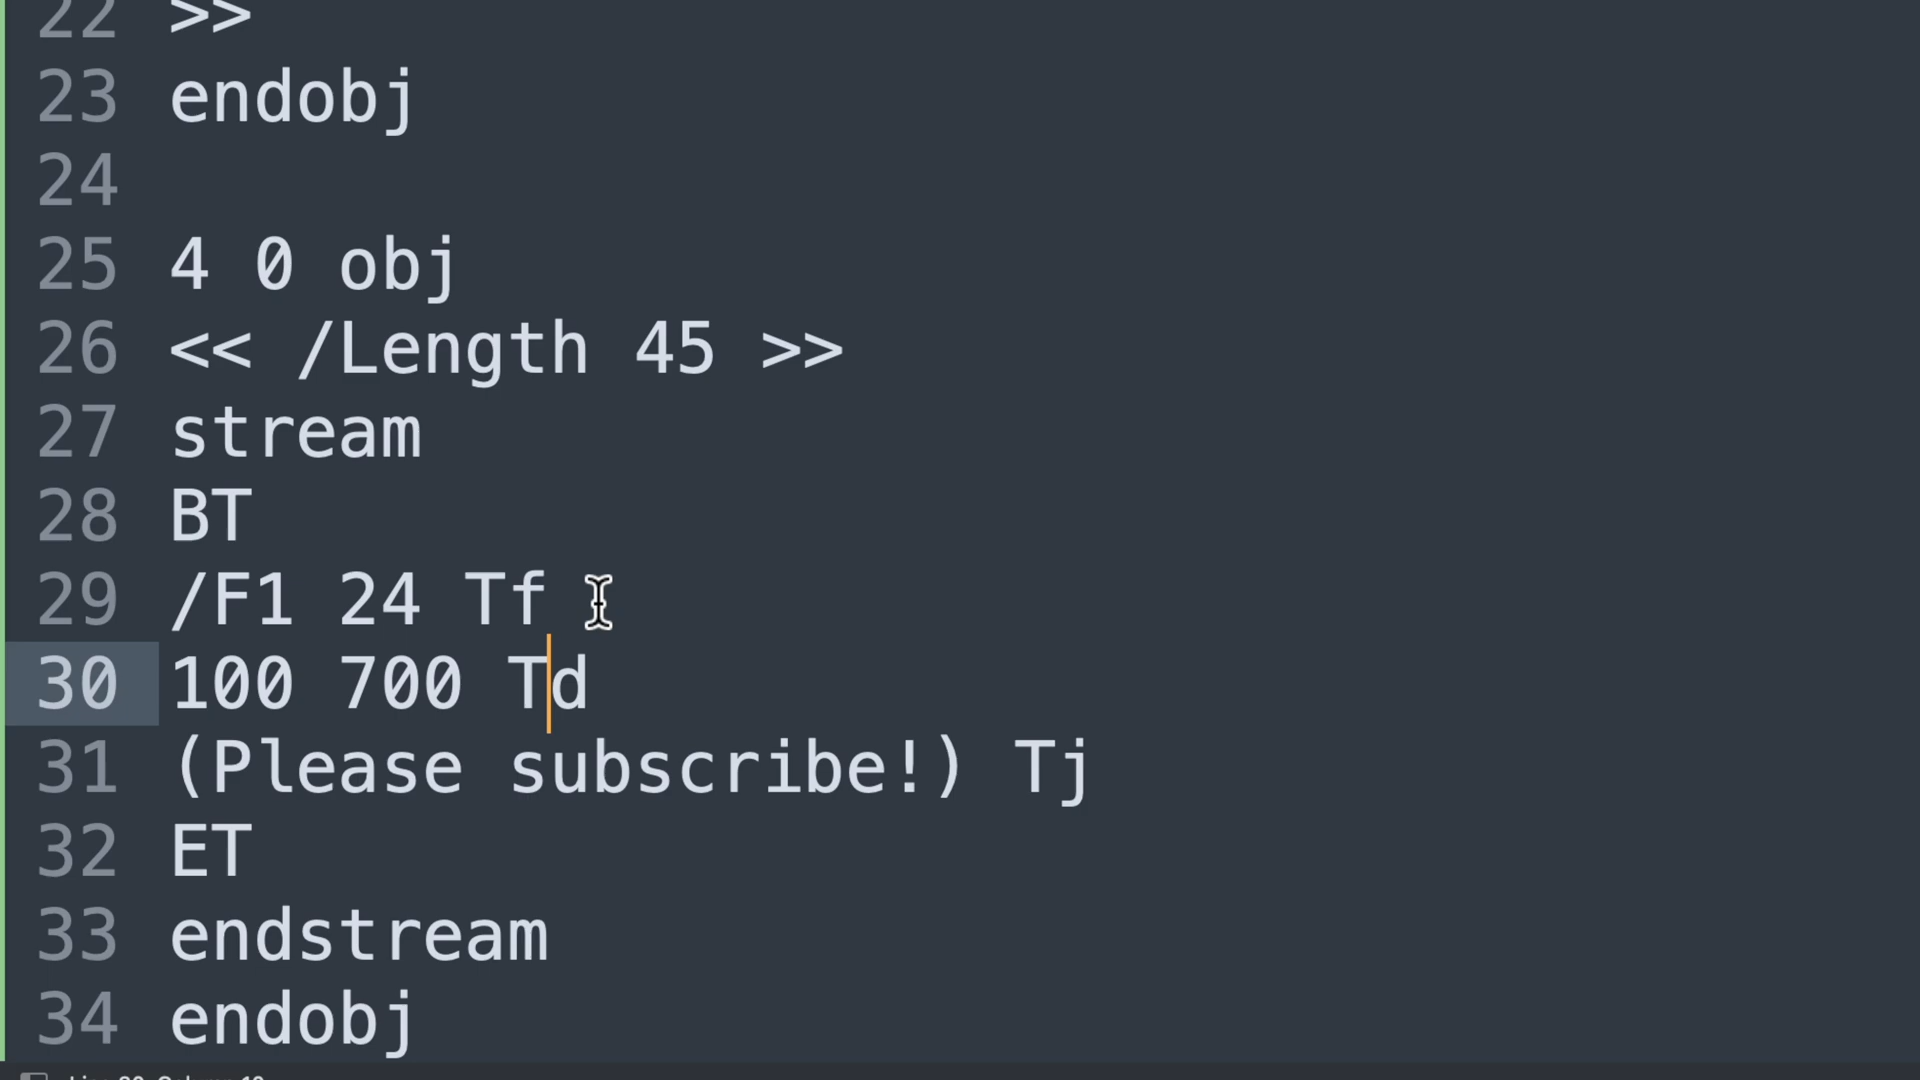 22 >>
23 endobj
24
25 4 0 obj
26 << /Length 45 >>
27 stream
28 BT
29 /F1 24 Tf
30 100 700 Td
31 (Please subscribe!) Tj
32 ET
33 endstream
34 endobj